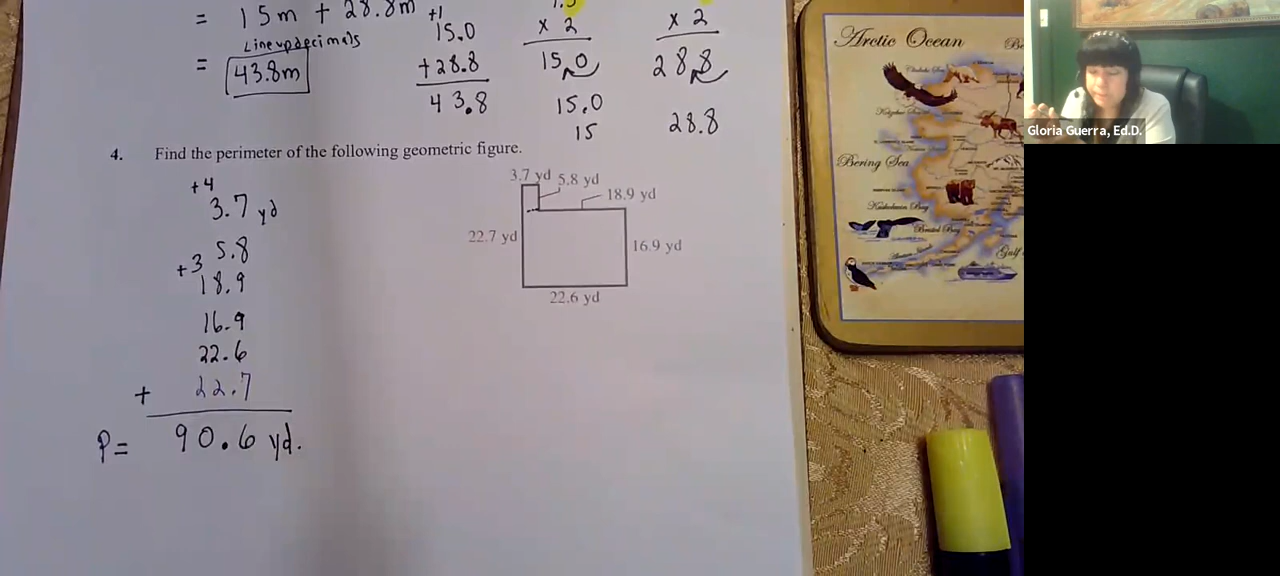 = 15m + 28.8m
Line up decimals
= 43.8m
+1
15.0
+28.8
43.8
x 2
15.0
15.0
15
x 2
28.8
28.8
4. Find the perimeter of the following geometric figure.
+4
3.7 yd
5.8
+3
18.9
16.9
22.6
+ 22.7
P= 90.6 yd.
3.7 yd 5.8 yd
18.9 yd
22.7 yd
16.9 yd
22.6 yd
Arctic Ocean
Bering Sea
Bristol Bay
Gulf
Gloria Guerra, Ed.D.